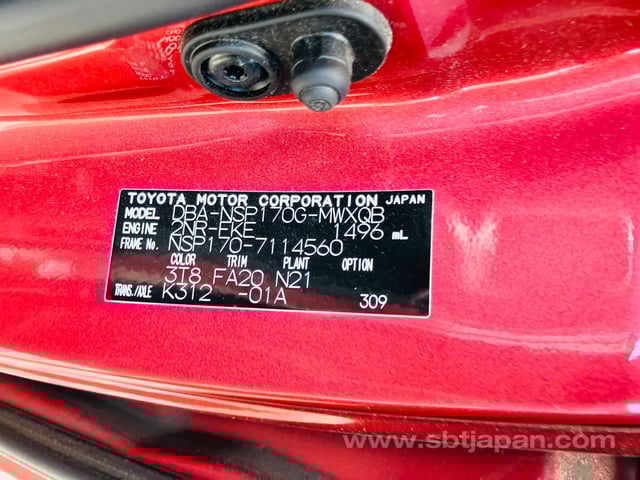 TOYOTA MOTOR CORPORATION JAPAN
MODEL DBA-NSP170G-MWXQB
ENGINE 2NR-FKE 1496 mL
FRAME No. NSP170-7114560
COLOR TRIM PLANT OPTION
3T8 FA20 N21
TRANS./AXLE K312 -01A 309
www.sbtjapan.com